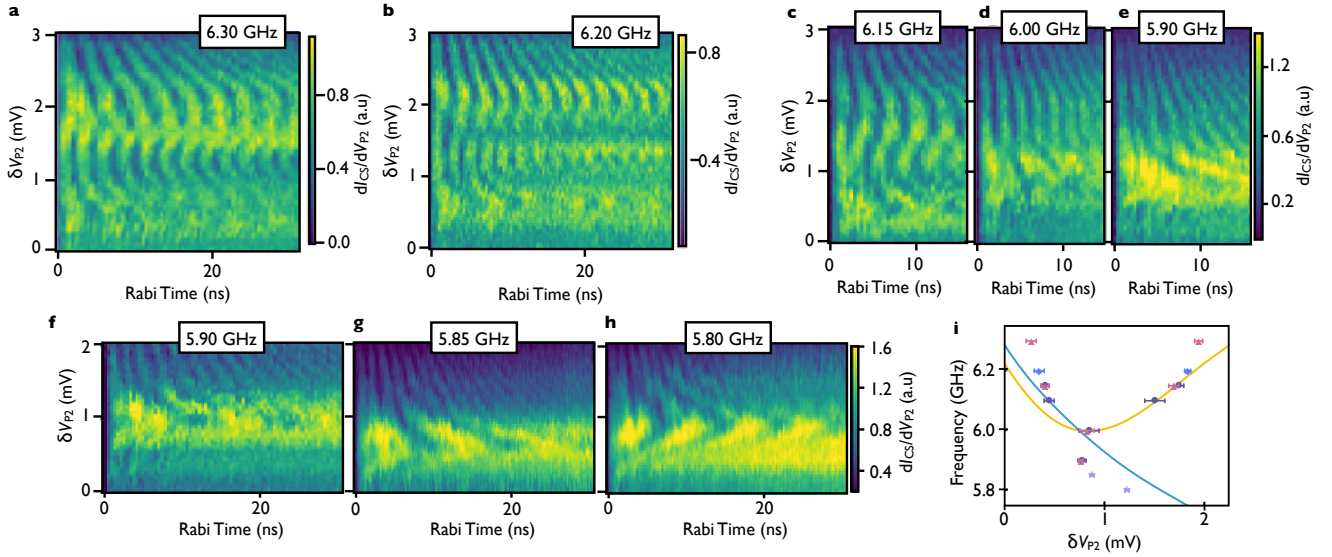 a
6.30 GHz
3
2
1
0
δV_P2 (mV)
0
20
Rabi Time (ns)
0.8
0.4
0.0
dI_CS/dV_P2 (a.u)
b
6.20 GHz
3
2
1
0
δV_P2 (mV)
0
20
Rabi Time (ns)
0.8
0.4
dI_CS/dV_P2 (a.u)
c
6.15 GHz
3
2
1
0
δV_P2 (mV)
0
10
Rabi Time (ns)
d
6.00 GHz
0
10
Rabi Time (ns)
e
5.90 GHz
0
10
Rabi Time (ns)
1.2
0.6
0.2
dI_CS/dV_P2 (a.u)
f
5.90 GHz
2
1
0
δV_P2 (mV)
0
20
Rabi Time (ns)
g
5.85 GHz
0
20
Rabi Time (ns)
h
5.80 GHz
0
20
Rabi Time (ns)
1.6
1.2
0.8
0.4
dI_CS/dV_P2 (a.u)
i
6.2
6.0
5.8
Frequency (GHz)
0
1
2
δV_P2 (mV)